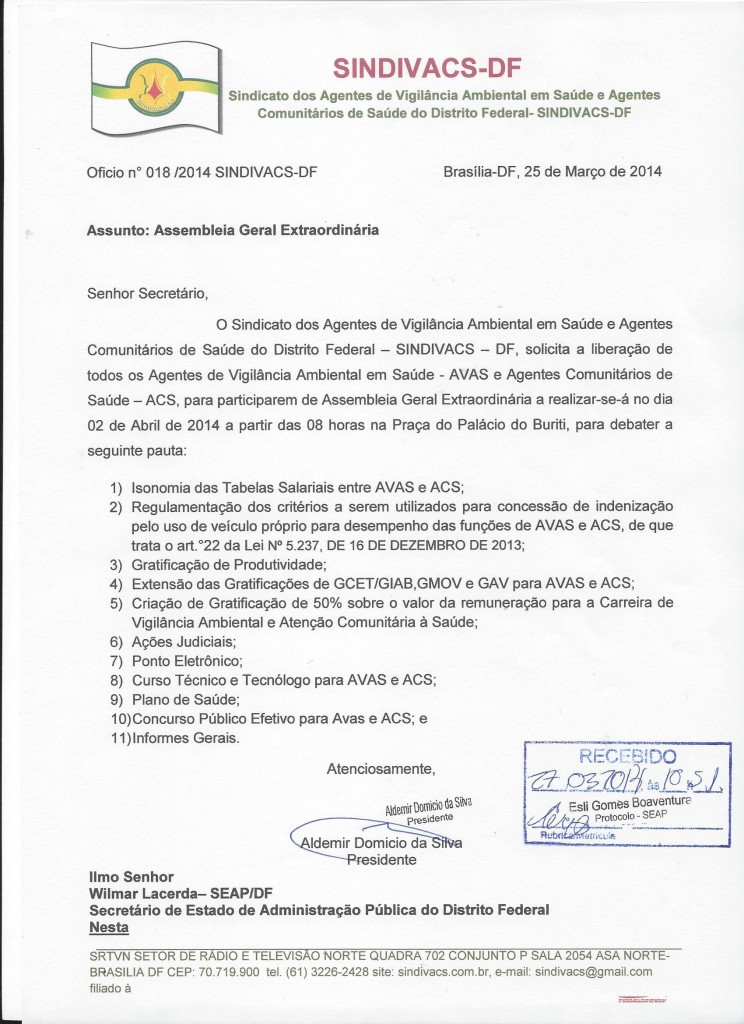 SINDIVACS-DF
Sindicato dos Agentes de Vigilância Ambiental em Saúde e Agentes
Comunitários de Saúde do Distrito Federal- SINDIVACS-DF
Oficio n° 018 /2014 SINDIVACS-DF Brasília-DF, 25 de Março de 2014
Assunto: Assembleia Geral Extraordinária
Senhor Secretário,
O Sindicato dos Agentes de Vigilância Ambiental em Saúde e Agentes
Comunitários de Saúde do Distrito Federal – SINDIVACS – DF, solicita a liberação de
todos os Agentes de Vigilância Ambiental em Saúde - AVAS e Agentes Comunitários de
Saúde – ACS, para participarem de Assembleia Geral Extraordinária a realizar-se-á no dia
02 de Abril de 2014 a partir das 08 horas na Praça do Palácio do Buriti, para debater a
seguinte pauta:
1) Isonomia das Tabelas Salariais entre AVAS e ACS;
2) Regulamentação dos critérios a serem utilizados para concessão de indenização
pelo uso de veículo próprio para desempenho das funções de AVAS e ACS, de que
trata o art.°22 da Lei Nº 5.237, DE 16 DE DEZEMBRO DE 2013;
3) Gratificação de Produtividade;
4) Extensão das Gratificações de GCET/GIAB,GMOV e GAV para AVAS e ACS;
5) Criação de Gratificação de 50% sobre o valor da remuneração para a Carreira de
Vigilância Ambiental e Atenção Comunitária à Saúde;
6) Ações Judiciais;
7) Ponto Eletrônico;
8) Curso Técnico e Tecnólogo para AVAS e ACS;
9) Plano de Saúde;
10)Concurso Público Efetivo para Avas e ACS; e
11)Informes Gerais.
RECEBIDO
27 03 2014, às 10 h 51.
Esli Gomes Boaventura
Protocolo - SEAP
Rubrica/Matrícula
Atenciosamente,
Aldemir Domicio da Silva
Presidente
Aldemir Domicio da Silva
Presidente
Ilmo Senhor
Wilmar Lacerda– SEAP/DF
Secretário de Estado de Administração Pública do Distrito Federal
Nesta
SRTVN SETOR DE RÁDIO E TELEVISÃO NORTE QUADRA 702 CONJUNTO P SALA 2054 ASA NORTE-
BRASILIA DF CEP: 70.719.900 tel. (61) 3226-2428 site: sindivacs.com.br, e-mail: sindivacs@gmail.com
filiado à